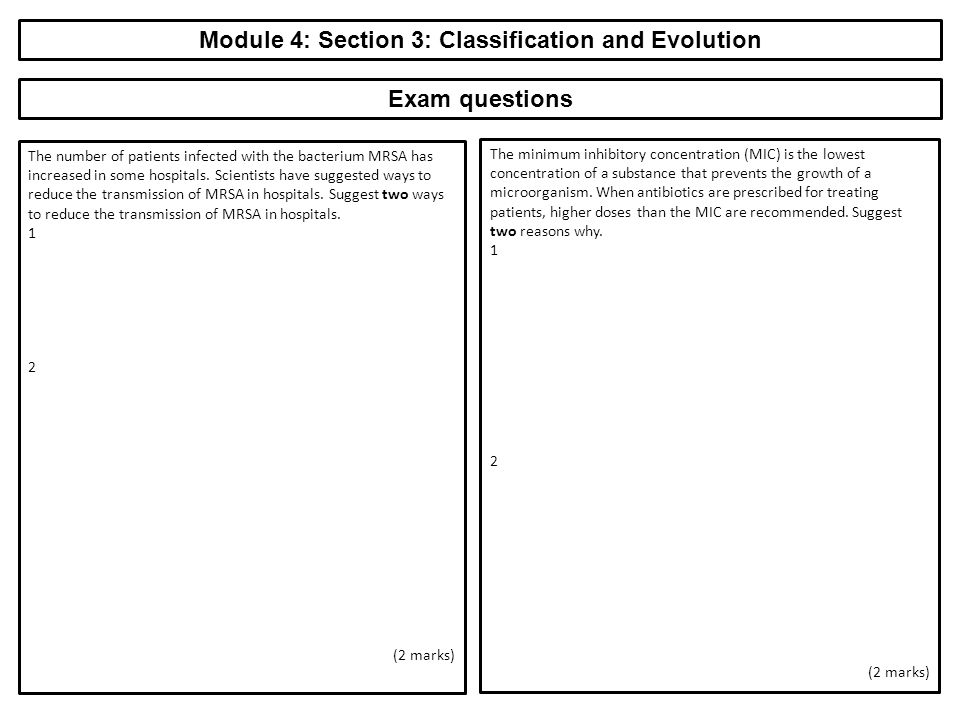 Module 4: Section 3: Classification and Evolution
Exam questions
The number of patients infected with the bacterium MRSA has
increased in some hospitals. Scientists have suggested ways to
reduce the transmission of MRSA in hospitals. Suggest two ways
to reduce the transmission of MRSA in hospitals.
1
2
(2 marks)
The minimum inhibitory concentration (MIC) is the lowest
concentration of a substance that prevents the growth of a
microorganism. When antibiotics are prescribed for treating
patients, higher doses than the MIC are recommended. Suggest
two reasons why.
1
2
(2 marks)